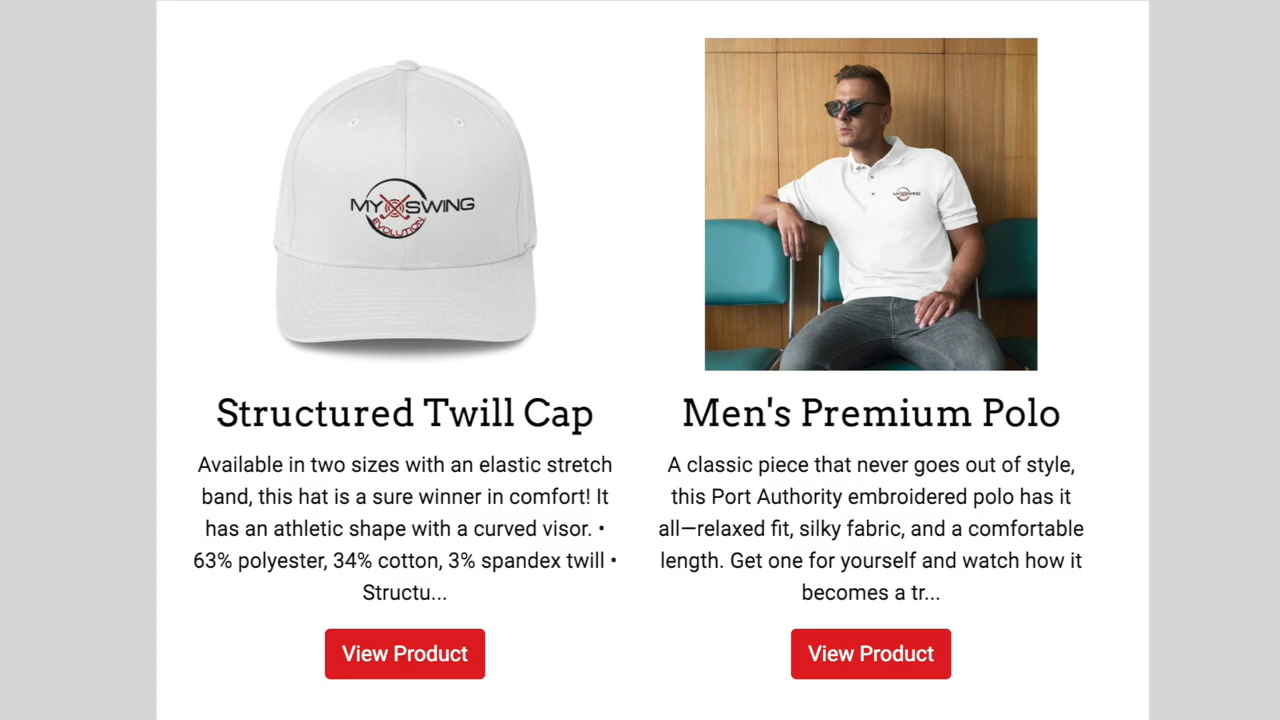 MY SWING
EVOLUTION
MY SWING
Structured Twill Cap
Available in two sizes with an elastic stretch
band, this hat is a sure winner in comfort! It
has an athletic shape with a curved visor. •
63% polyester, 34% cotton, 3% spandex twill •
Structu...
View Product
Men's Premium Polo
A classic piece that never goes out of style,
this Port Authority embroidered polo has it
all—relaxed fit, silky fabric, and a comfortable
length. Get one for yourself and watch how it
becomes a tr...
View Product